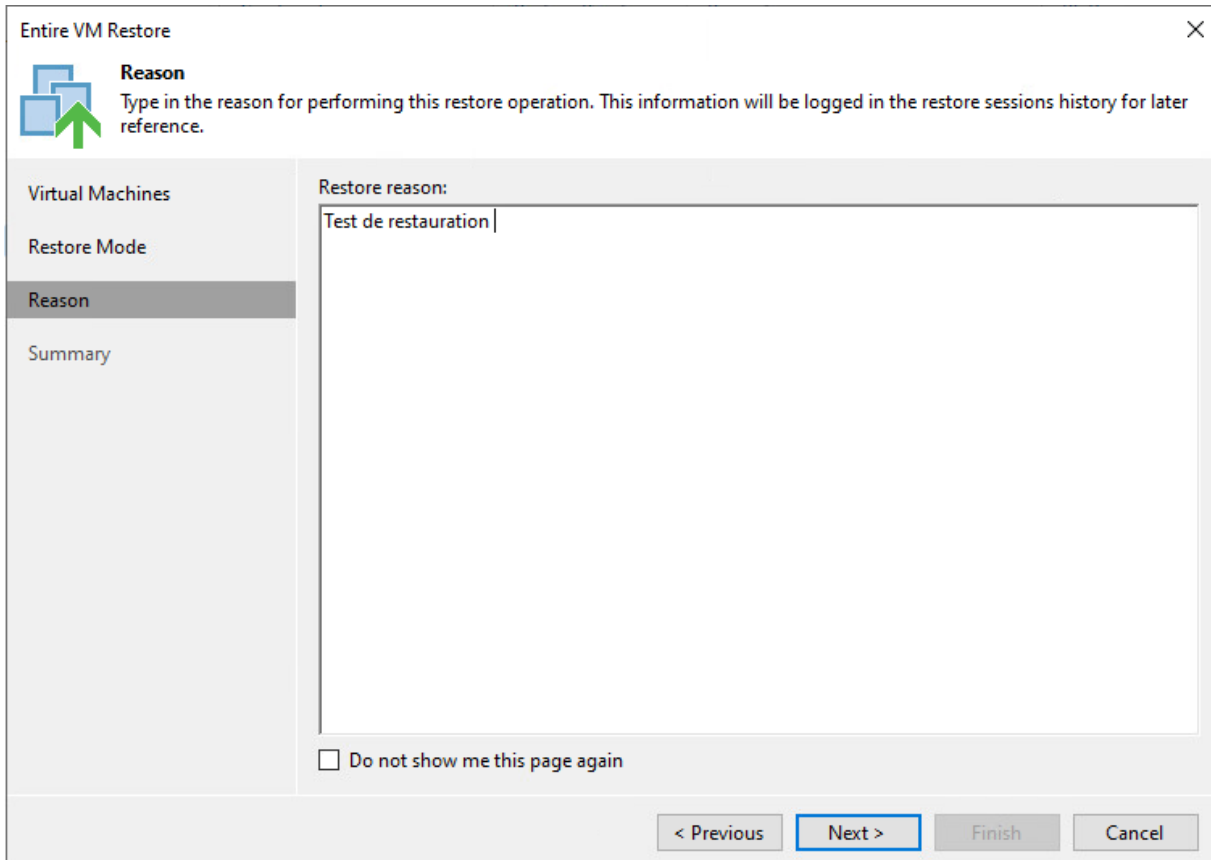 Entire VM Restore
Reason
Type in the reason for performing this restore operation. This information will be logged in the restore sessions history for later
reference.
Virtual Machines
Restore Mode
Reason
Summary
Restore reason:
Test de restauration
Do not show me this page again
< Previous
Next >
Finish
Cancel